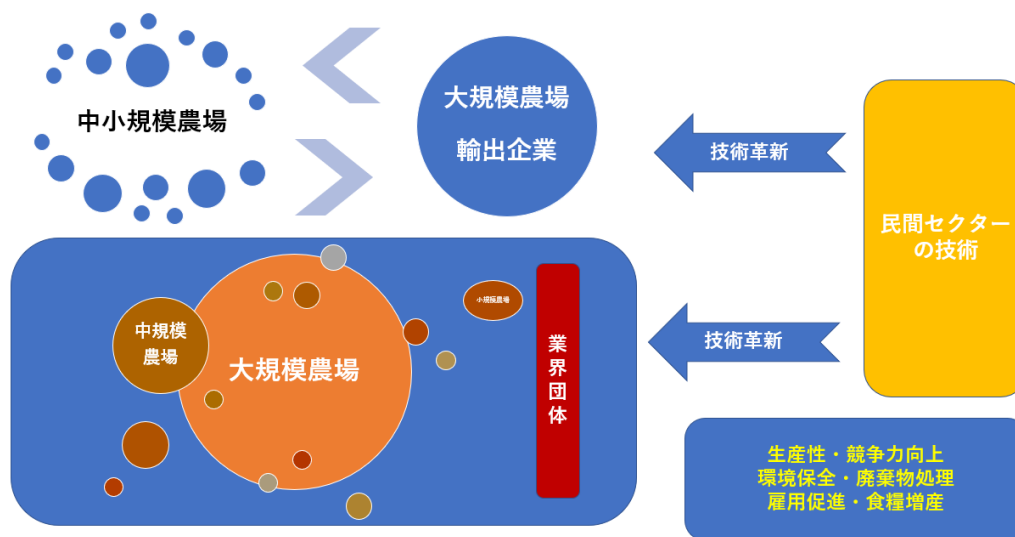 中小規模農場
大規模農場
輸出企業
技術革新
民間セクター
の技術
中規模
農場
大規模農場
小規模農場
業界団体
技術革新
生産性・競争力向上
環境保全・廃棄物処理
雇用促進・食糧増産